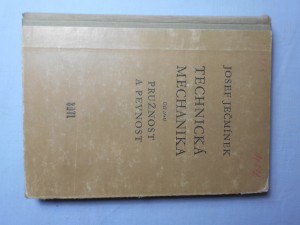 JOSEF JEČMÍNEK
TECHNICKÁ
MECHANIKA
PRUŽNOST
A PEVNOST